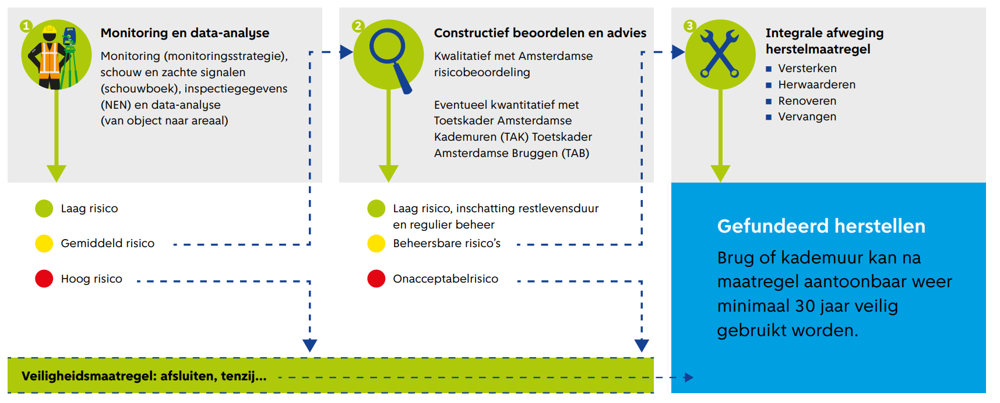 1
Monitoring en data-analyse
Monitoring (monitoringsstrategie),
schouw en zachte signalen
(schouwboek), inspectiegegevens
(NEN) en data-analyse
(van object naar areaal)
Laag risico
Gemiddeld risico
Hoog risico
2
Constructief beoordelen en advies
Kwalitatief met Amsterdamse
risicobeoordeling
Eventueel kwantitatief met
Toetskader Amsterdamse
Kademuren (TAK) Toetskader
Amsterdamse Bruggen (TAB)
Laag risico, inschatting restlevensduur
en regulier beheer
Beheersbare risico's
Onacceptabelrisico
3
Integrale afweging
herstelmaatregel
Versterken
Herwaarderen
Renoveren
Vervangen
Gefundeerd herstellen
Brug of kademuur kan na
maatregel aantoonbaar weer
minimaal 30 jaar veilig
gebruikt worden.
Veiligheidsmaatregel: afsluiten, tenzij...